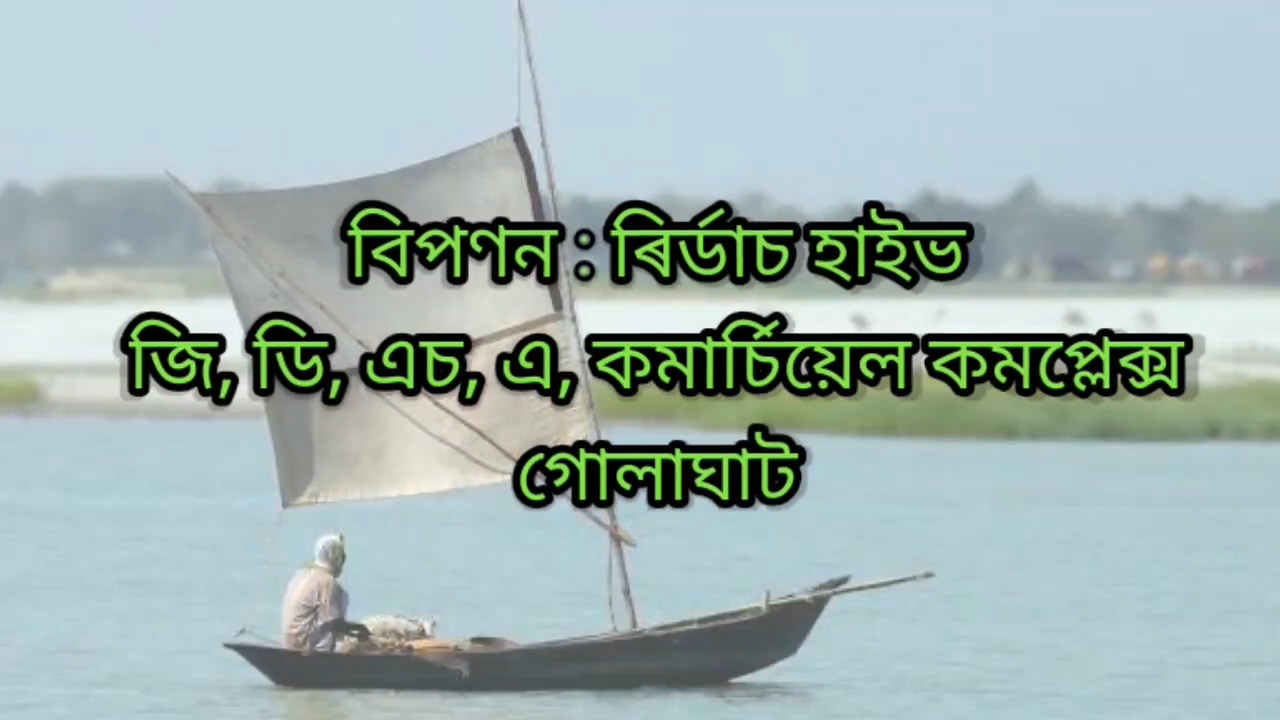 বিপণন : ৰিৰ্ডাচ হাইভ
জি, ডি, এচ, এ, কমাৰ্চিয়েল কমপ্লেক্স
গোলাঘাট